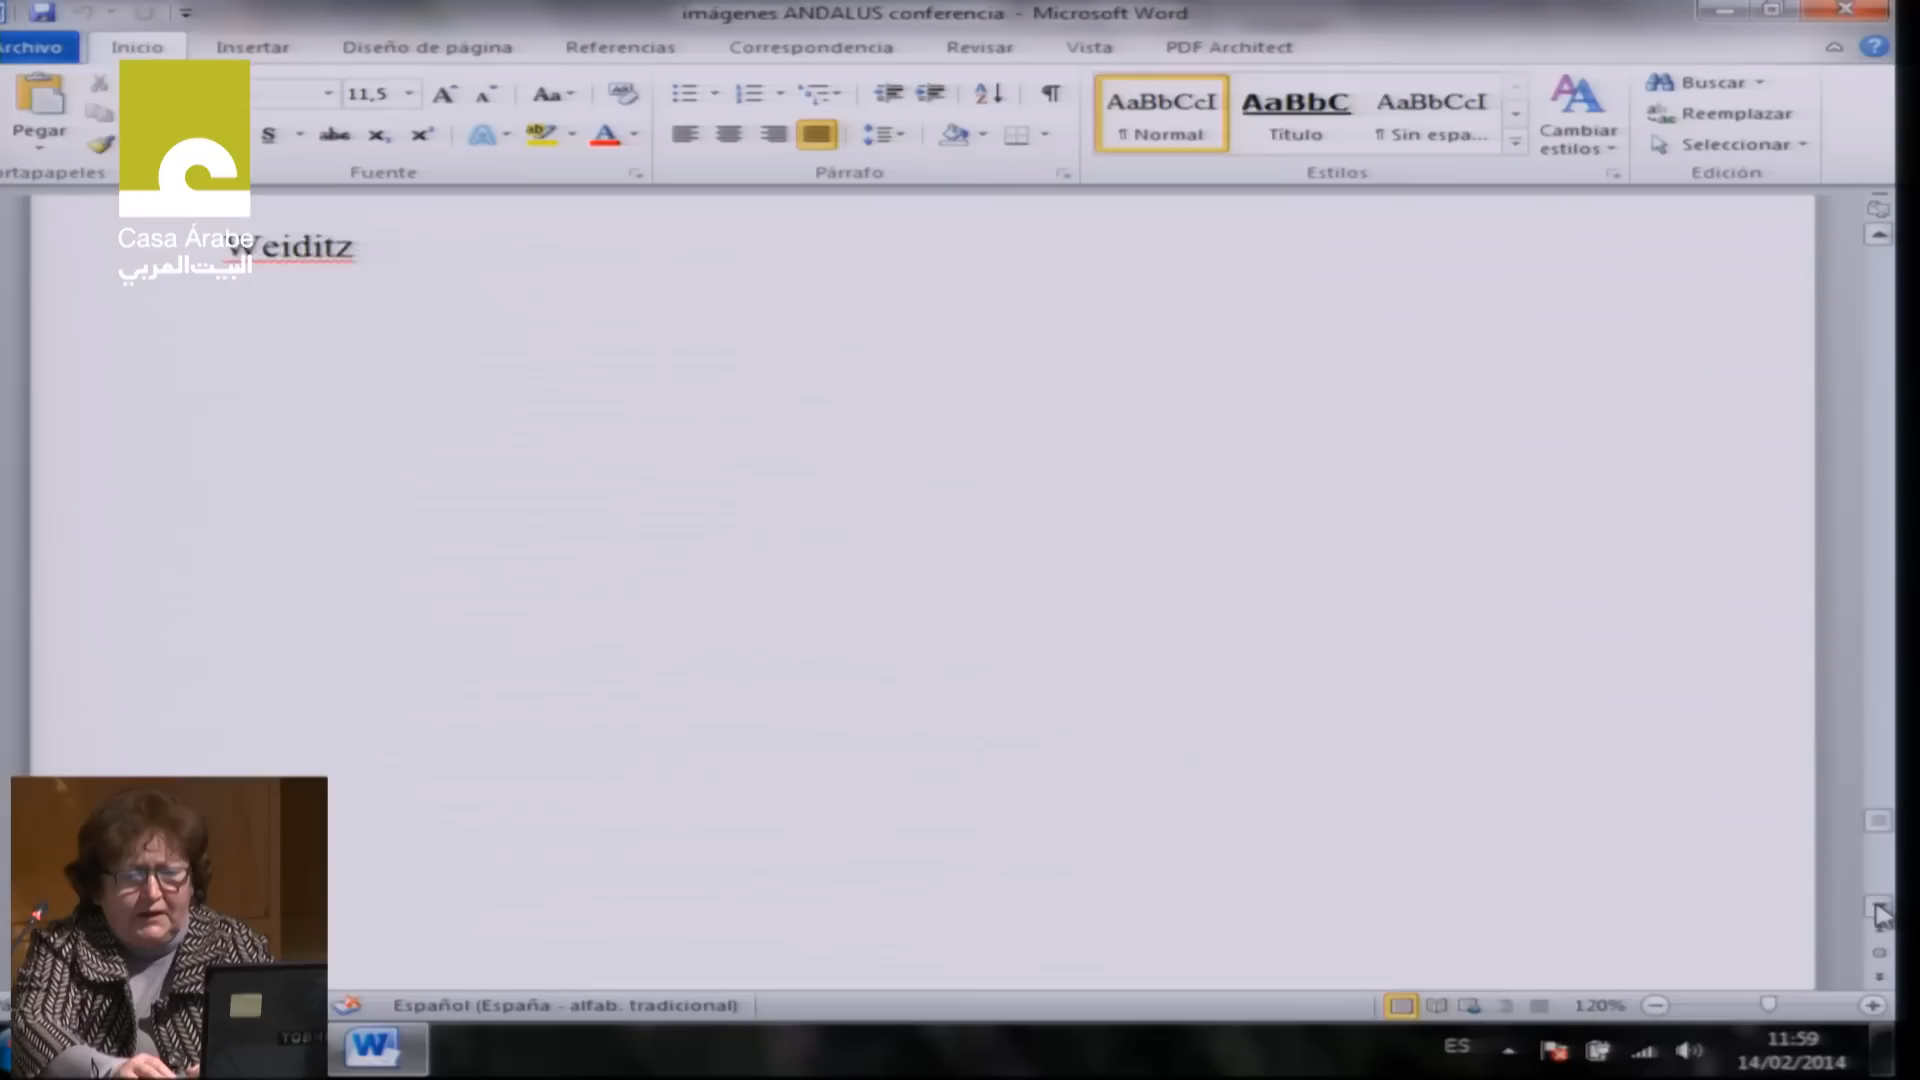 imágenes ANDALUS conferencia - Microsoft Word
Archivo Inicio Insertar Diseño de página Referencias Correspondencia Revisar Vista PDF Architect
11,5
AaBbCcI AaBbC AaBbCcI
Pegar
¶ Normal Título ¶ Sin espa...
Cambiar estilos
Buscar
Reemplazar
Seleccionar
Fuente Párrafo Estilos Edición
Casa Árabe
البيت العربي
Weiditz
Español (España - alfab. tradicional)
120%
ES
11:59
14/02/2014